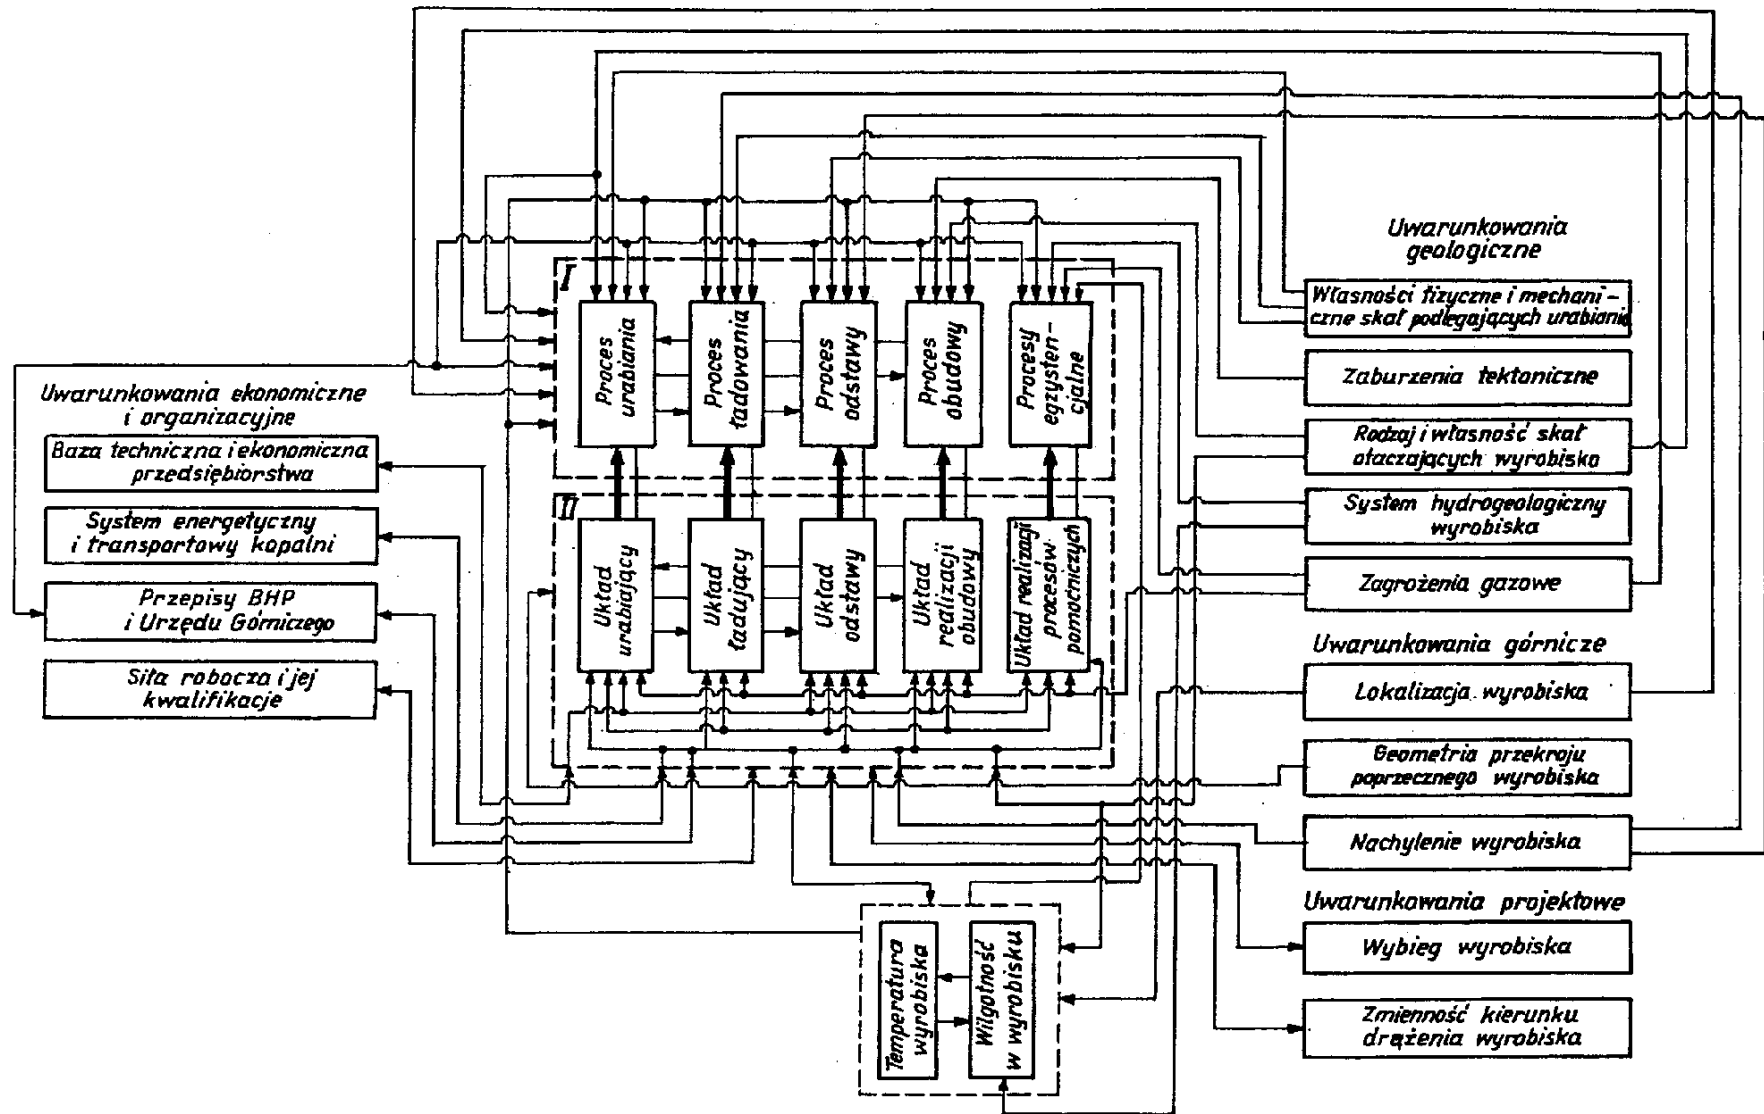 Uwarunkowania ekonomiczne
i organizacyjne
Baza techniczna i ekonomiczna
przedsiębiorstwa
System energetyczny
i transportowy kopalni
Przepisy BHP
i Urzędu Górniczego
Siła robocza i jej
kwalifikacje
I
Proces
urabiania
Proces
ładowania
Proces
odstawy
Proces
obudowy
Procesy
egzysten-
cjalne
II
Układ
urabiający
Układ
ładujący
Układ
odstawy
Układ
realizacji
obudowy
Układ realizacji
procesów
pomocniczych
Temperatura
wyrobiska
Wilgotność
w wyrobisku
Uwarunkowania
geologiczne
Własności fizyczne i mechani-
czne skał podlegających urabianiu
Zaburzenia tektoniczne
Rodzaj i własność skał
otaczających wyrobisko
System hydrogeologiczny
wyrobiska
Zagrożenia gazowe
Uwarunkowania górnicze
Lokalizacja wyrobiska
Geometria przekroju
poprzecznego wyrobiska
Nachylenie wyrobiska
Uwarunkowania projektowe
Wybieg wyrobiska
Zmienność kierunku
drążenia wyrobiska